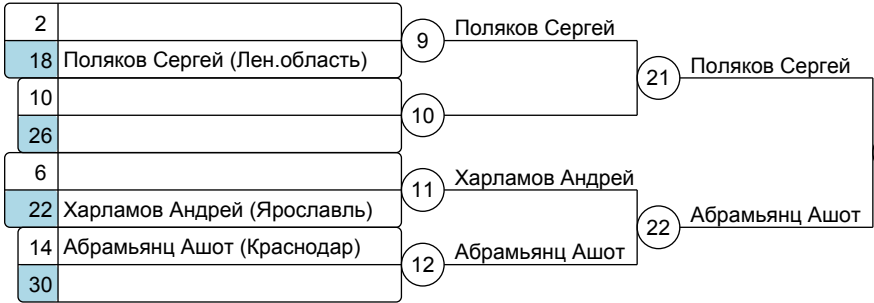 2
18 Поляков Сергей (Лен.область)
9 Поляков Сергей
10
26
10
21 Поляков Сергей
6
22 Харламов Андрей (Ярославль)
11 Харламов Андрей
14 Абрамьянц Ашот (Краснодар)
30
12 Абрамьянц Ашот
22 Абрамьянц Ашот